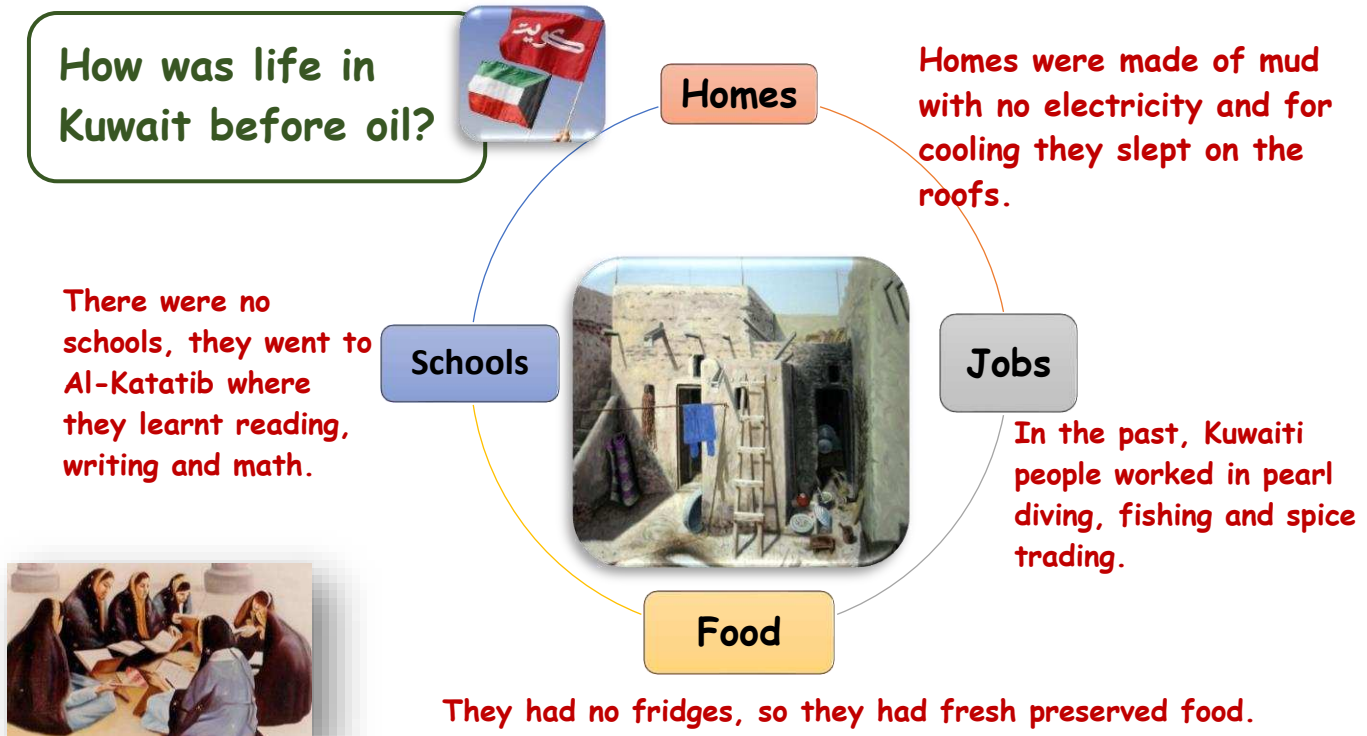 How was life in
Kuwait before oil?
كويت
Homes
Homes were made of mud
with no electricity and for
cooling they slept on the
roofs.
There were no
schools, they went to
Al-Katatib where
they learnt reading,
writing and math.
Schools
Jobs
In the past, Kuwaiti
people worked in pearl
diving, fishing and spice
trading.
Food
They had no fridges, so they had fresh preserved food.